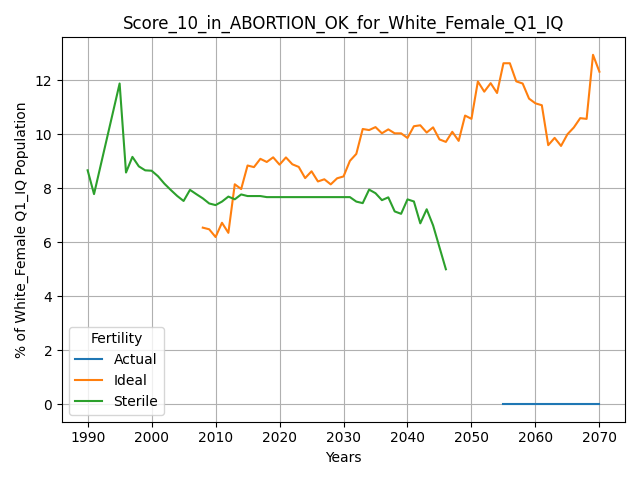 Score_10_in_ABORTION_OK_for_White_Female_Q1_IQ
% of White_Female Q1_IQ Population
12
10
8
6
4
2
0
Fertility
Actual
Ideal
Sterile
1990 2000 2010 2020 2030 2040 2050 2060 2070
Years